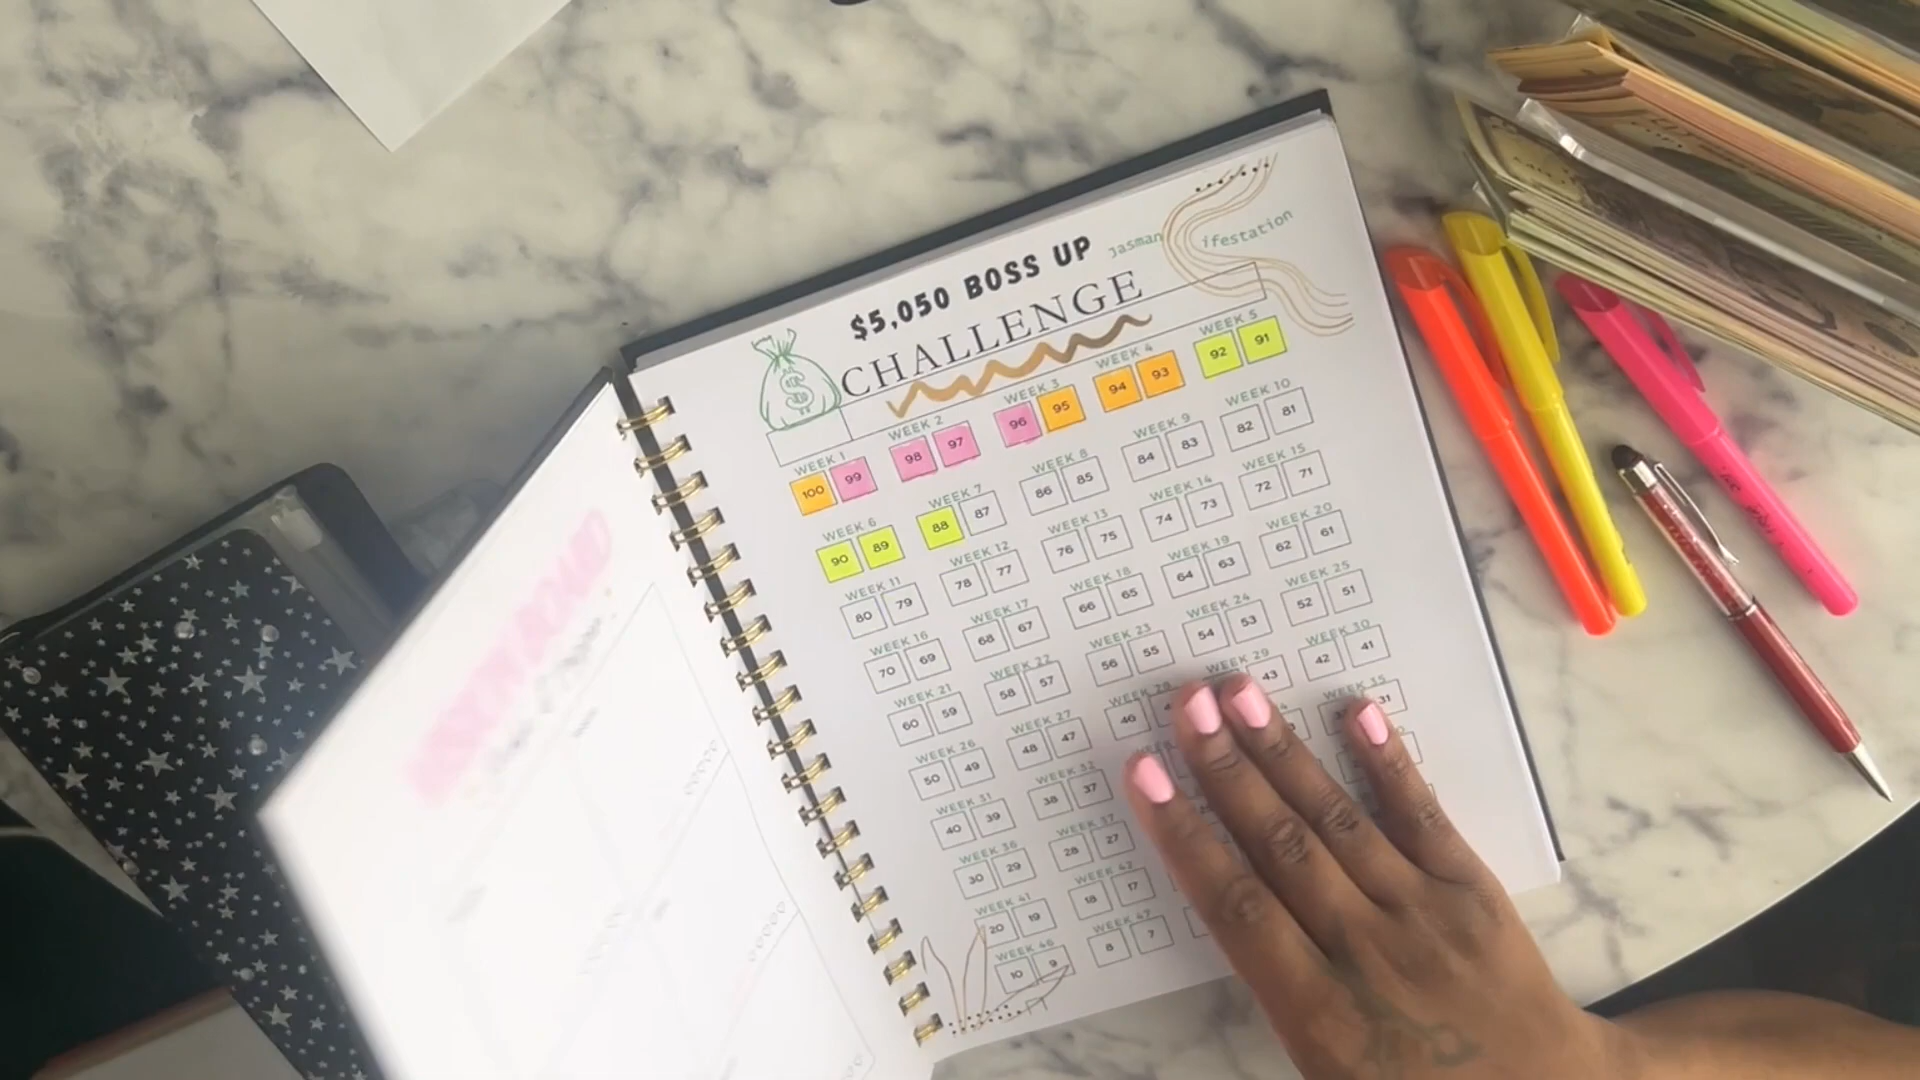 $5,050 BOSS UP
CHALLENGE
WEEK 1 WEEK 2 WEEK 3 WEEK 4 WEEK 5
100 99 98 97 96 95 94 93 92 91
WEEK 6 WEEK 7 WEEK 8 WEEK 9 WEEK 10
90 89 88 87 86 85 84 83 82 81
WEEK 11 WEEK 12 WEEK 13 WEEK 14 WEEK 15
80 79 78 77 76 75 74 73 72 71
WEEK 16 WEEK 17 WEEK 18 WEEK 19 WEEK 20
70 69 68 67 66 65 64 63 62 61
WEEK 21 WEEK 22 WEEK 23 WEEK 24 WEEK 25
60 59 58 57 56 55 54 53 52 51
WEEK 26 WEEK 27 WEEK 28 WEEK 29 WEEK 30
50 49 48 47 46 43 42 41
WEEK 31 WEEK 32 WEEK 35
40 39 38 37 31
WEEK 36 WEEK 37
30 29 28 27
WEEK 41 WEEK 42
20 19 18 17
WEEK 46 WEEK 47
10 9 8 7